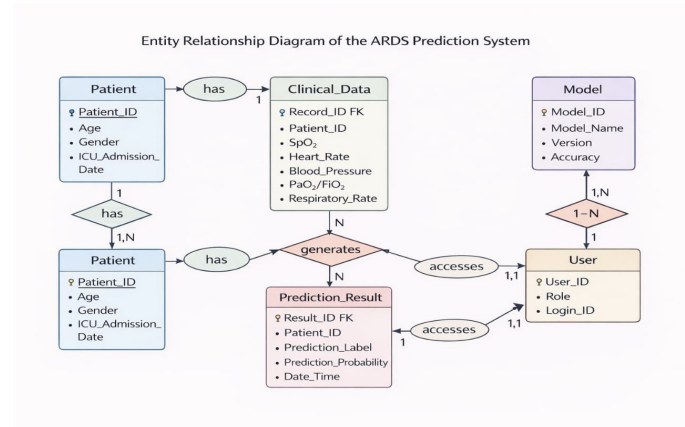 Entity Relationship Diagram of the ARDS Prediction System
Patient
Patient_ID
• Age
• Gender
• ICU_Admission_
Date
has
1
Clinical_Data
Record_ID FK
• Patient_ID
• SpO₂
• Heart_Rate
• Blood_Pressure
• PaO₂/FiO₂
• Respiratory_Rate
Model
Model_ID
• Model_Name
• Version
• Accuracy
1
has
1,N
N
generates
N
1,N
1–N
1
Patient
Patient_ID
• Age
• Gender
• ICU_Admission_
Date
has
accesses
1,1
User
User_ID
• Role
• Login_ID
Prediction_Result
Result_ID FK
• Patient_ID
• Prediction_Label
• Prediction_Probability
• Date_Time
1
accesses
1,1